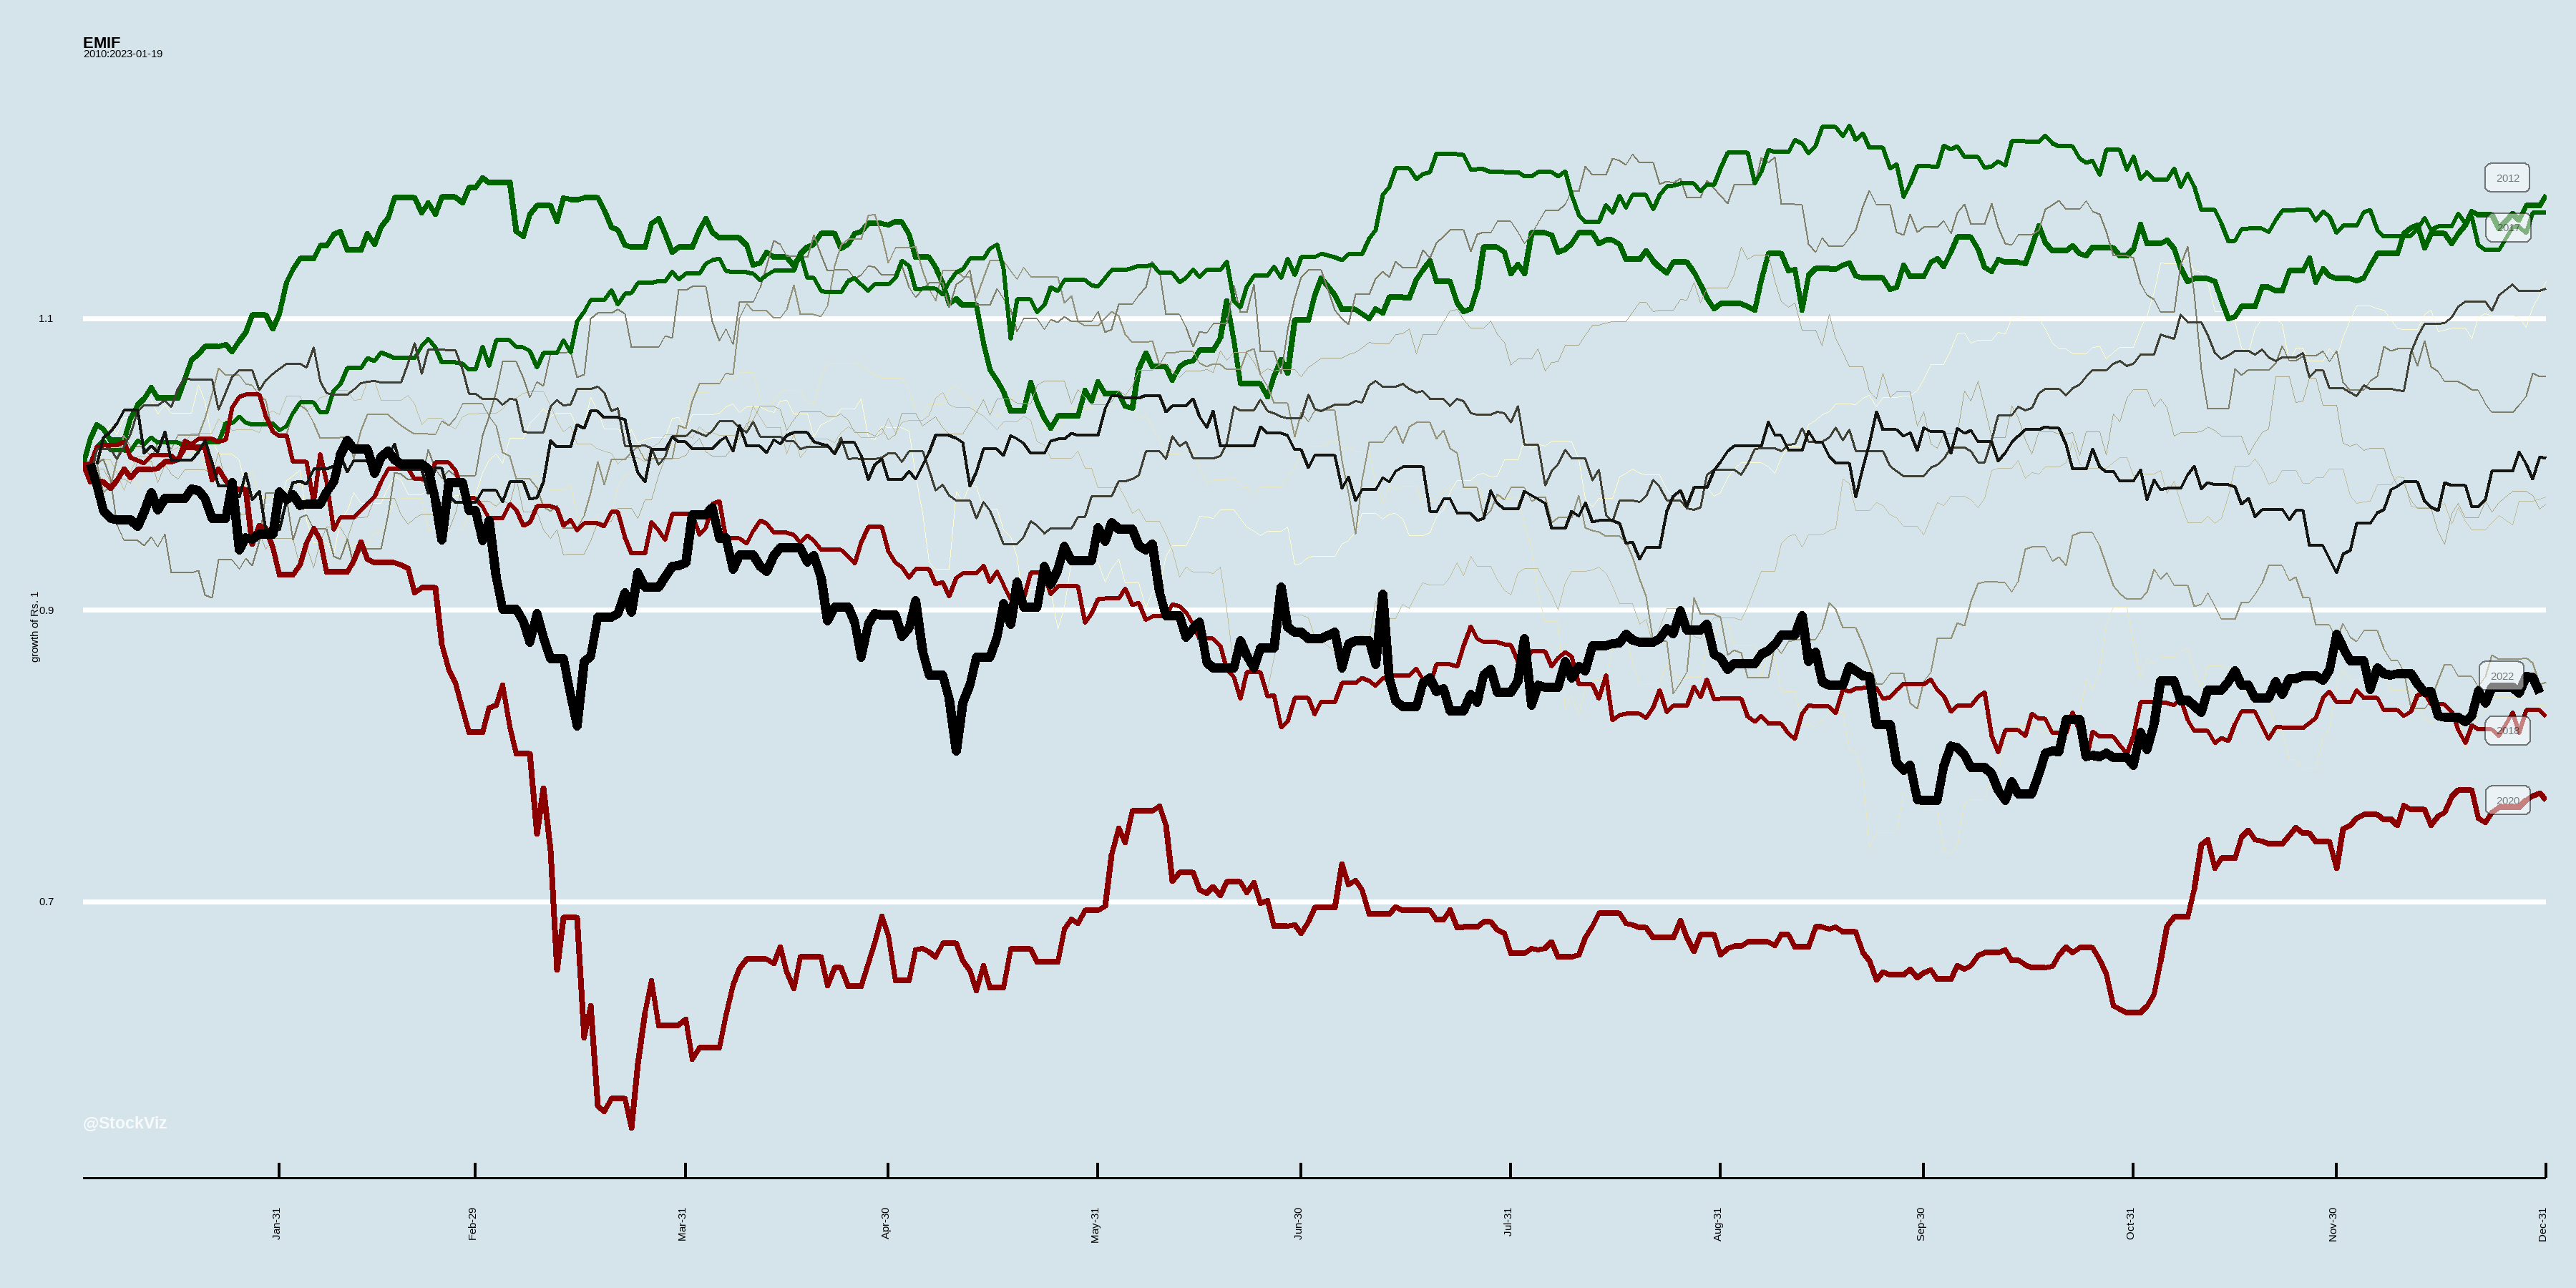 EMIF
2010:2023-01-19
2012
2017
1.1
growth of Rs. 1
0.9
2022
2018
2020
0.7
@StockViz
Jan-31
Feb-29
Mar-31
Apr-30
May-31
Jun-30
Jul-31
Aug-31
Sep-30
Oct-31
Nov-30
Dec-31